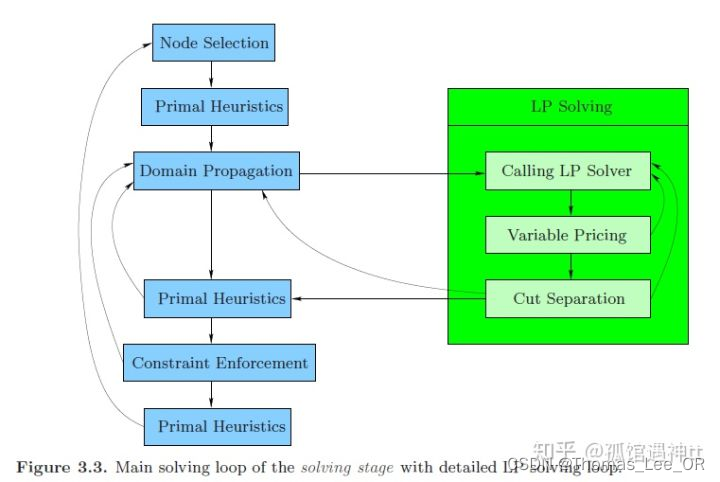 Node Selection
Primal Heuristics
Domain Propagation
Primal Heuristics
Constraint Enforcement
Primal Heuristics
LP Solving
Calling LP Solver
Variable Pricing
Cut Separation
知乎 @孤馆遇神tt
Figure 3.3. Main solving loop of the solving stage with detailed LP solving loop.
CSDN @Thomas_Lee_OR